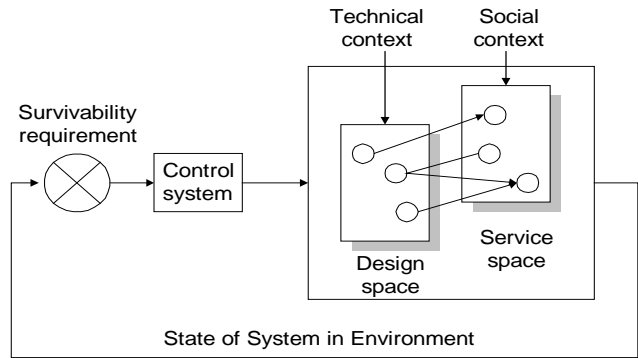 Technical
context
Social
context
Survivability
requirement
Control
system
Design
space
Service
space
State of System in Environment